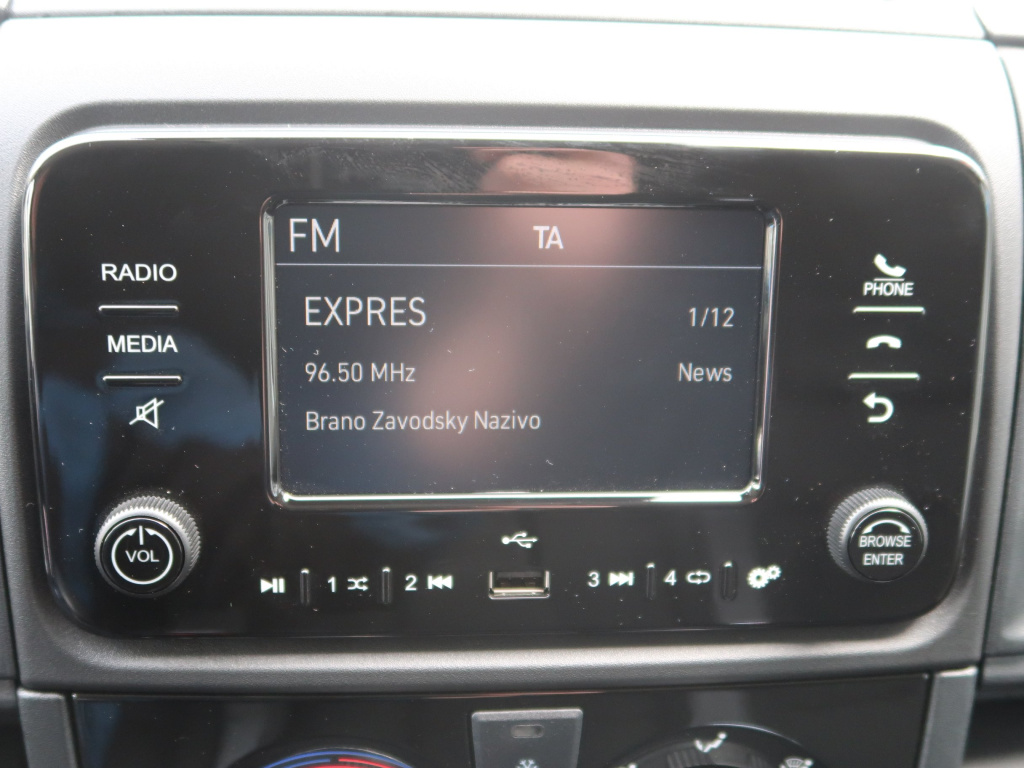 FM TA
RADIO
EXPRES 1/12
MEDIA
96.50 MHz News
Brano Zavodsky Nazivo
PHONE
VOL
BROWSE
ENTER
1 2 3 4